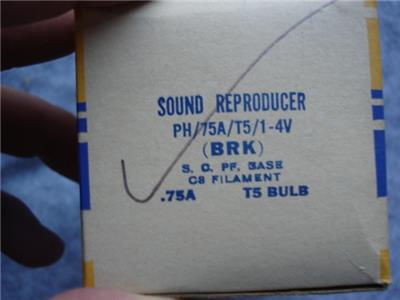 SOUND REPRODUCER
PH/75A/T5/1-4V
(BRK)
S. C. PF. BASE
C8 FILAMENT
.75A T5 BULB